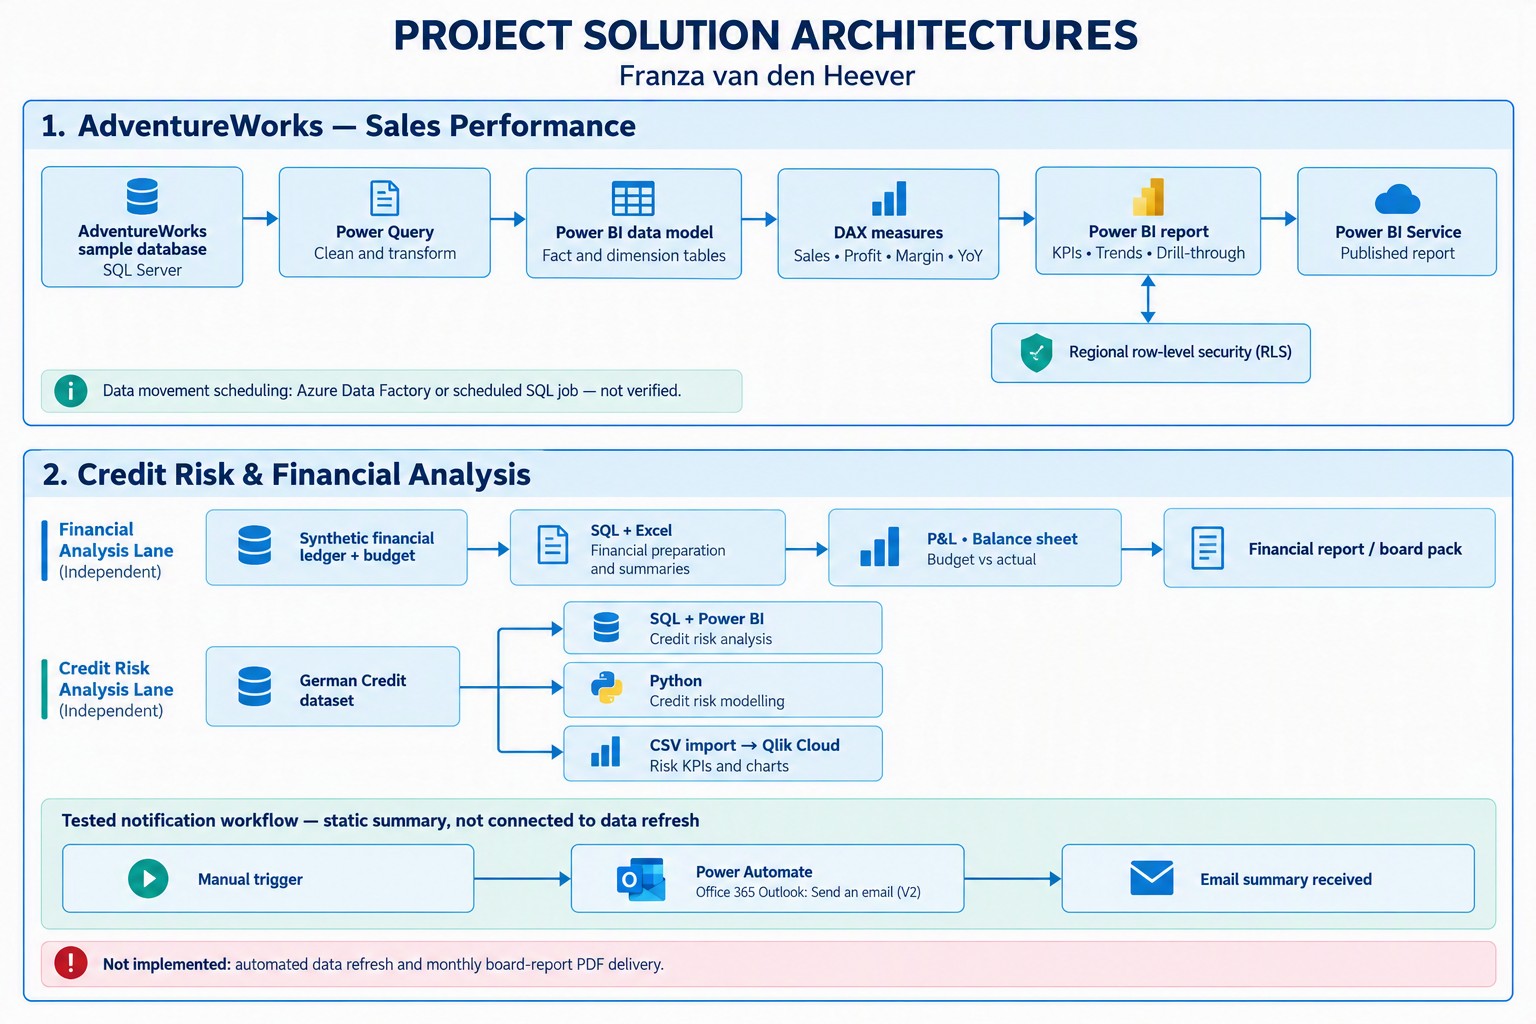 PROJECT SOLUTION ARCHITECTURES
Franza van den Heever
1. AdventureWorks — Sales Performance
AdventureWorks
sample database
SQL Server
Power Query
Clean and transform
Power BI data model
Fact and dimension tables
DAX measures
Sales • Profit • Margin • YoY
Power BI report
KPIs • Trends • Drill-through
Power BI Service
Published report
Regional row-level security (RLS)
Data movement scheduling: Azure Data Factory or scheduled SQL job — not verified.
2. Credit Risk & Financial Analysis
Financial
Analysis Lane
(Independent)
Synthetic financial
ledger + budget
SQL + Excel
Financial preparation
and summaries
P&L • Balance sheet
Budget vs actual
Financial report / board pack
Credit Risk
Analysis Lane
(Independent)
German Credit
dataset
SQL + Power BI
Credit risk analysis
Python
Credit risk modelling
CSV import → Qlik Cloud
Risk KPIs and charts
Tested notification workflow — static summary, not connected to data refresh
Manual trigger
Power Automate
Office 365 Outlook: Send an email (V2)
Email summary received
Not implemented: automated data refresh and monthly board-report PDF delivery.